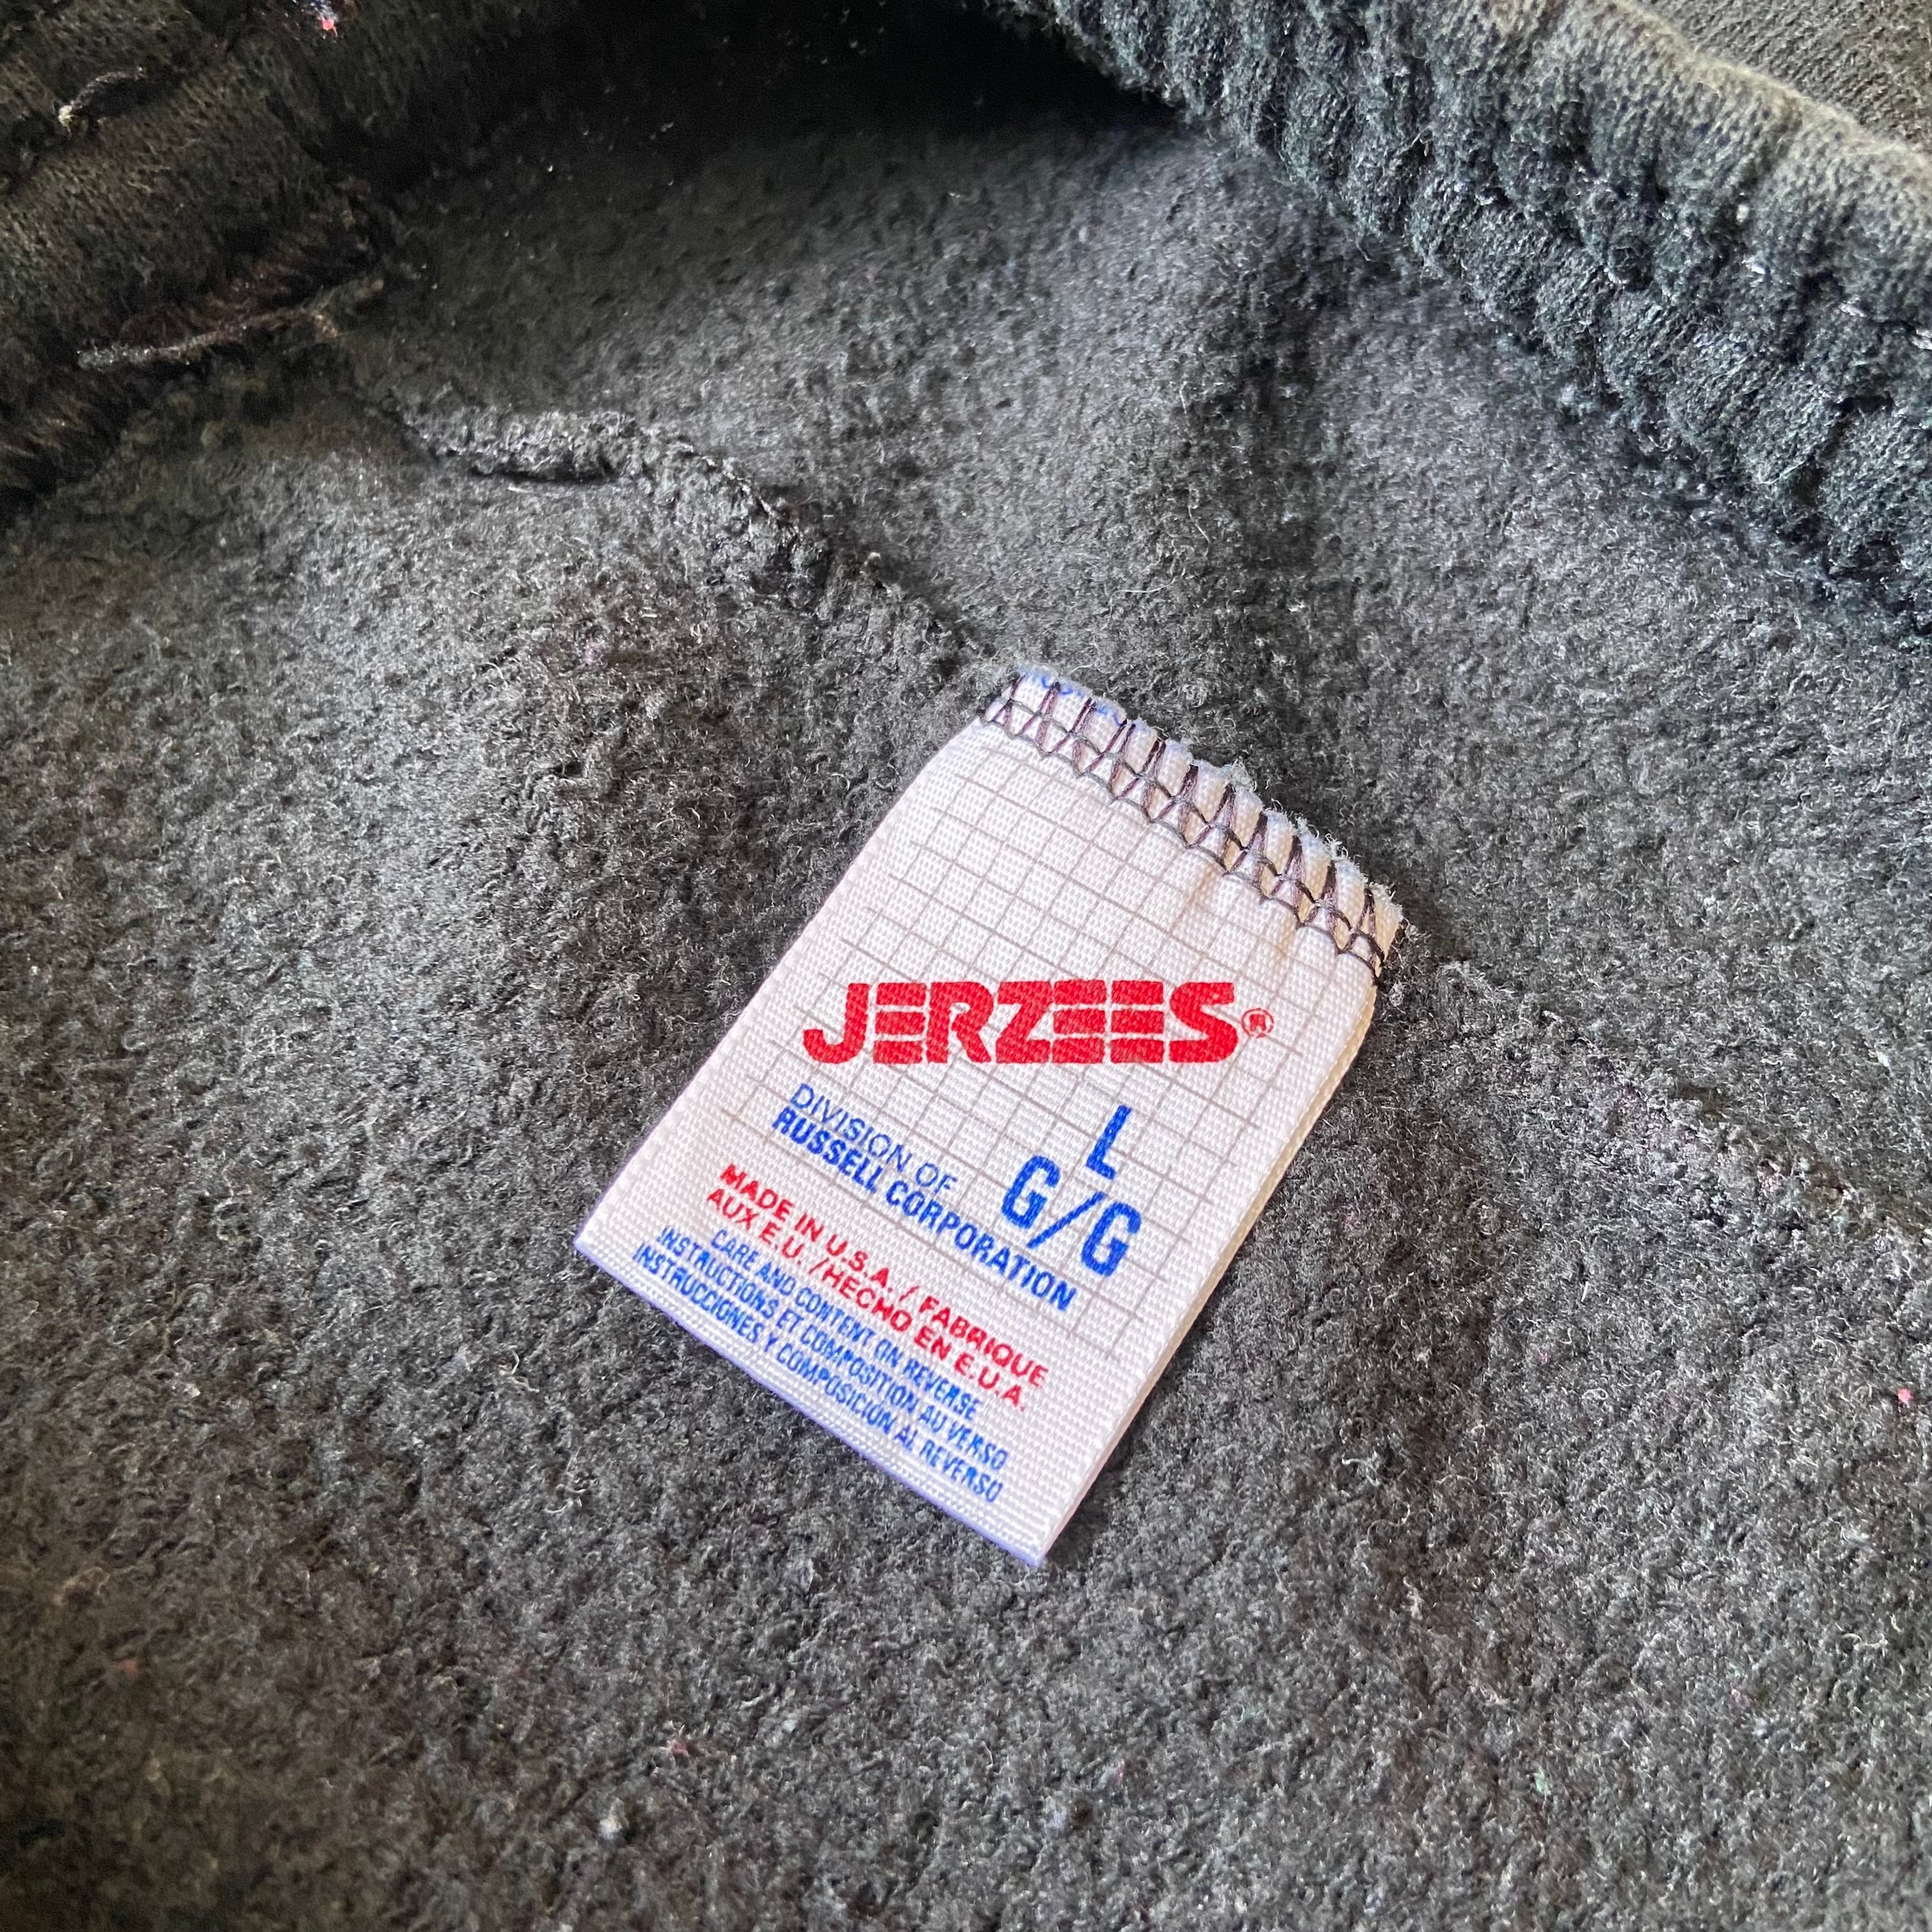 JERZEES®
L
G/G
DIVISION OF
RUSSELL CORPORATION
MADE IN U.S.A. / FABRIQUE
AUX E.U. /HECHO EN E.U.A.
CARE AND CONTENT ON REVERSE
INSTRUCTIONS ET COMPOSITION AU VERSO
INSTRUCCIONES Y COMPOSICIÓN AL REVERSO